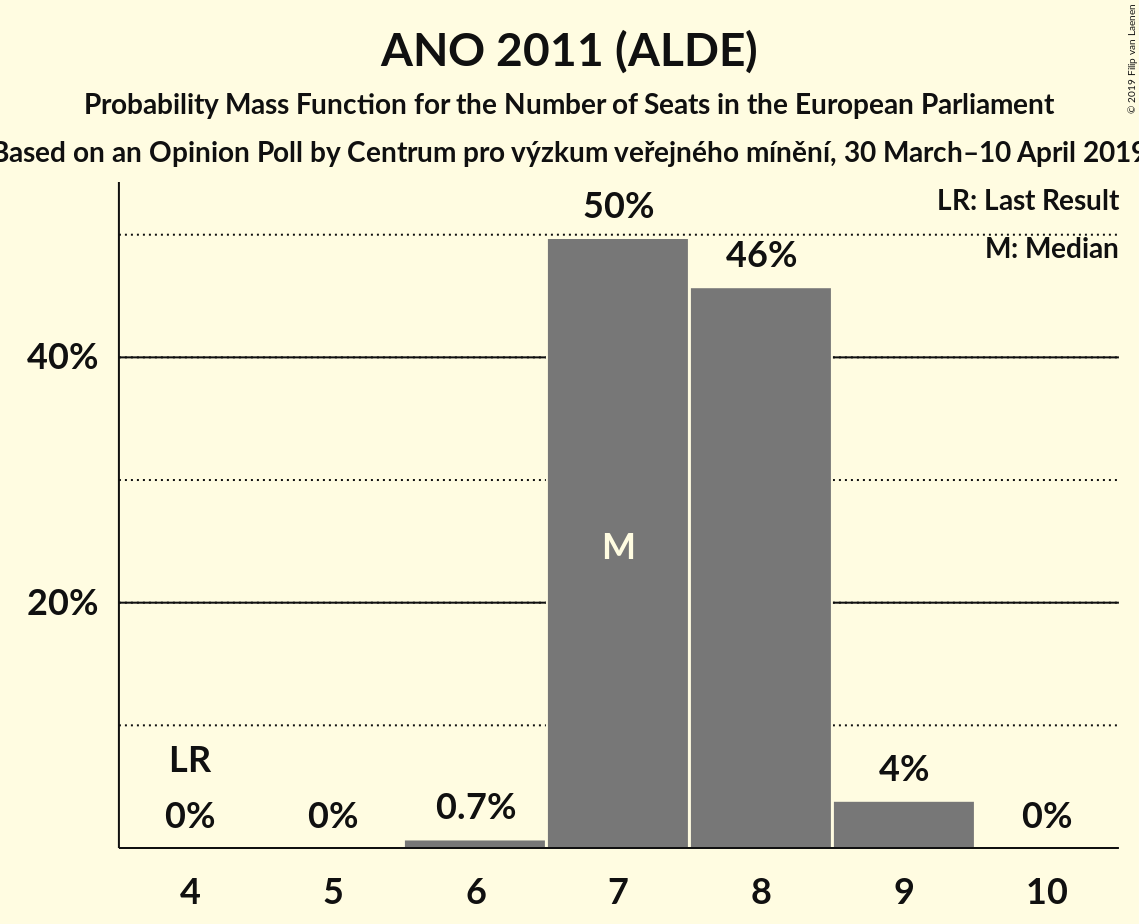 ANO 2011 (ALDE)
Probability Mass Function for the Number of Seats in the European Parliament
Based on an Opinion Poll by Centrum pro výzkum veřejného mínění, 30 March–10 April 2019
© 2019 Filip van Laenen
LR: Last Result
M: Median
50%
46%
40%
M
20%
LR
0%
0%
0.7%
4%
0%
4
5
6
7
8
9
10